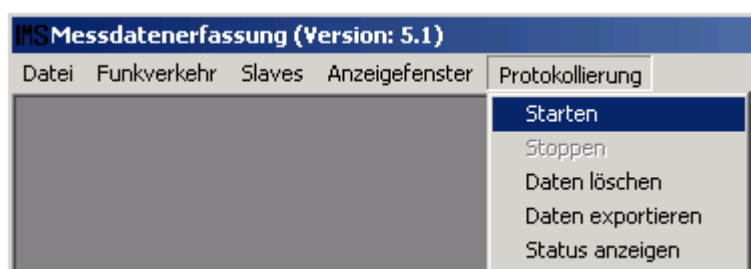 IMS Messdatenerfassung (Version: 5.1)
Datei Funkverkehr Slaves Anzeigefenster Protokollierung
Starten
Stoppen
Daten löschen
Daten exportieren
Status anzeigen